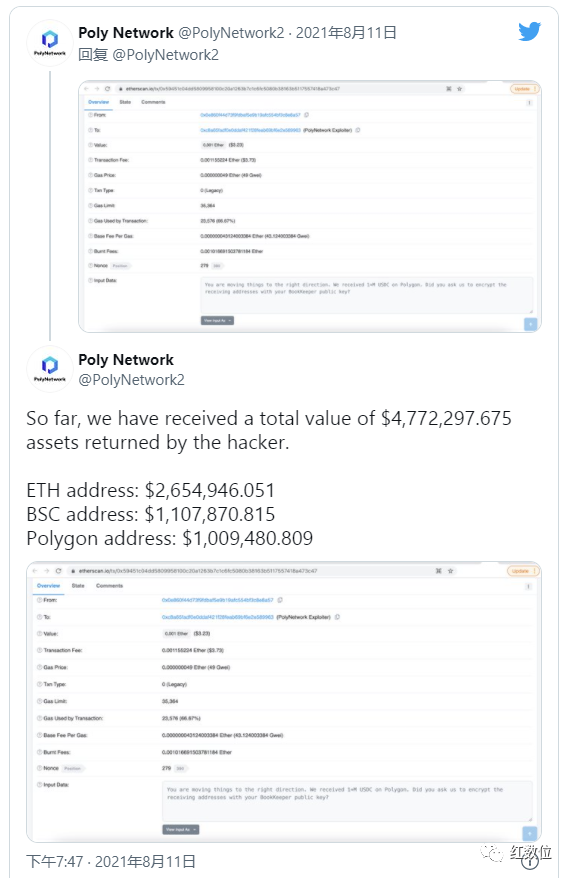 Poly Network @PolyNetwork2 · 2021年8月11日
回复 @PolyNetwork2
PolyNetwork
Update
Overview State Comments
From:
To: (PolyNetwork Exploiter)
Value: 0.001 Ether ($3.23)
Transaction Fee: 0.001155224 Ether ($3.73)
Gas Price: 0.000000049 Ether (49 Gwei)
Txn Type: 0 (Legacy)
Gas Limit: 35,364
Gas Used by Transaction: 23,576 (66.67%)
Base Fee Per Gas: 0.000000043124003384 Ether (43.124003384 Gwei)
Burnt Fees: Ether
Nonce Position 279
Input Data: You are moving things to the right direction. We received 1+M USDC on Polygon. Did you ask us to encrypt the
receiving addresses with your BookKeeper public key?
View Input As
Poly Network
@PolyNetwork2
PolyNetwork
So far, we have received a total value of $4,772,297.675
assets returned by the hacker.
ETH address: $2,654,946.051
BSC address: $1,107,870.815
Polygon address: $1,009,480.809
Update
Overview State Comments
From:
To: (PolyNetwork Exploiter)
Value: 0.001 Ether ($3.23)
Transaction Fee: 0.001155224 Ether ($3.73)
Gas Price: 0.000000049 Ether (49 Gwei)
Txn Type: 0 (Legacy)
Gas Limit: 35,364
Gas Used by Transaction: 23,576 (66.67%)
Base Fee Per Gas: 0.000000043124003384 Ether (43.124003384 Gwei)
Burnt Fees: Ether
Nonce Position 279
Input Data: You are moving things to the right direction. We received 1+M USDC on Polygon. Did you ask us to encrypt the
receiving addresses with your BookKeeper public key?
View Input As
红数位
下午7:47 · 2021年8月11日